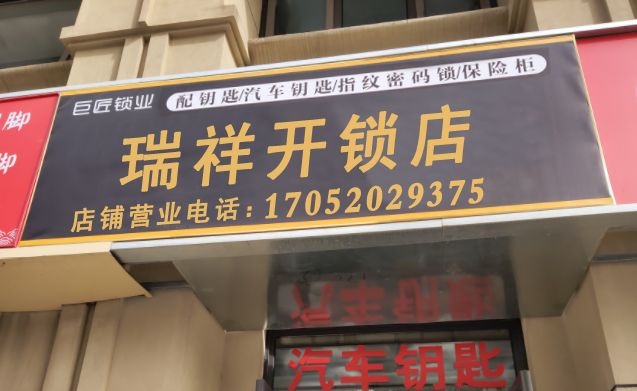 巨匠锁业
配钥匙/汽车钥匙/指纹密码锁/保险柜
瑞祥开锁店
店铺营业电话:17052029375
脚
脚
汽车钥匙